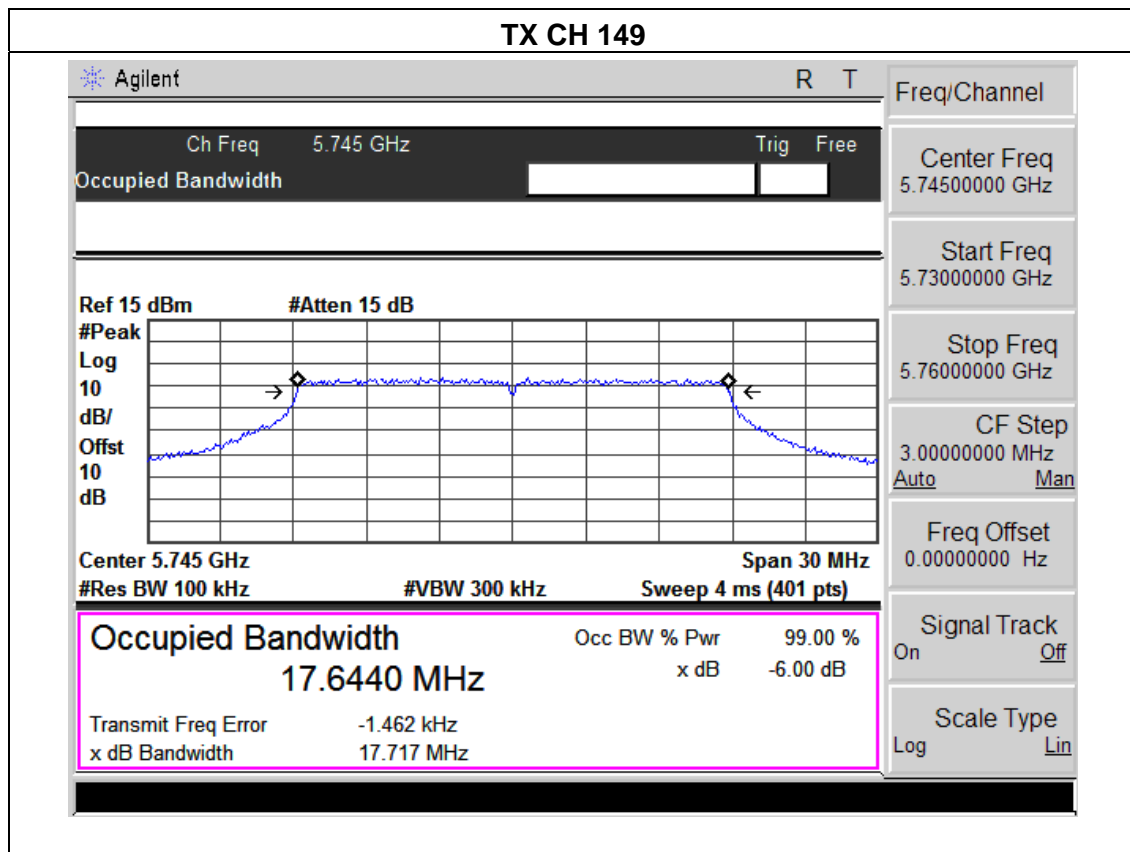 TX CH 149
Agilent R T
Ch Freq 5.745 GHz Trig Free
Occupied Bandwidth
Ref 15 dBm #Atten 15 dB
#Peak
Log
10
dB/
Offst
10
dB
Center 5.745 GHz Span 30 MHz
#Res BW 100 kHz #VBW 300 kHz Sweep 4 ms (401 pts)
Occupied Bandwidth Occ BW % Pwr 99.00 %
17.6440 MHz x dB -6.00 dB
Transmit Freq Error -1.462 kHz
x dB Bandwidth 17.717 MHz
Freq/Channel
Center Freq
5.74500000 GHz
Start Freq
5.73000000 GHz
Stop Freq
5.76000000 GHz
CF Step
3.00000000 MHz
Auto Man
Freq Offset
0.00000000 Hz
Signal Track
On Off
Scale Type
Log Lin